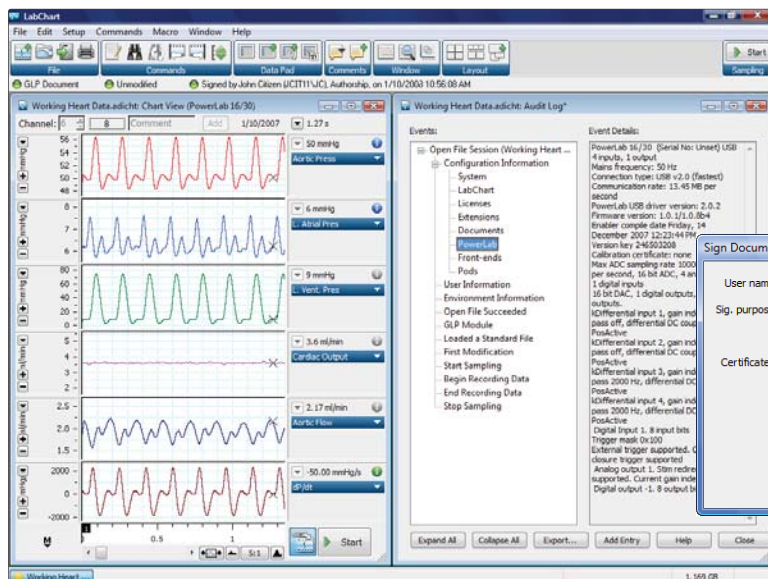 LabChart
File Edit Setup Commands Macro Window Help
File Commands Data Pad Comments Window Layout
Start
Sampling
GLP Document Unmodified Signed by John Citizen (JCIT11\JC), Authorship, on 1/10/2003 10:56:08 AM
Working Heart Data.adicht: Chart View (PowerLab 16/30)
Channel: 6 8 Comment Add 1/10/2007 1.27 s
56
54
52
50
48
mmHg
50 mmHg
Aortic Press
8
7
6
mmHg
6 mmHg
L. Atrial Pres
80
60
40
20
0
mmHg
9 mmHg
L. Vent. Pres
5
4
3
2
3.6 ml/min
Cardiac Output
2.5
2.0
1.5
2.17 ml/min
Aortic Flow
2000
0
-2000
-50.00 mmHg/s
dP/dt
1
0.5 1
M
5:1
Start
Working Heart Data.adicht: Audit Log*
Events:
Open File Session (Working Heart ...
Configuration Information
System
LabChart
Licenses
Extensions
Documents
PowerLab
Front-ends
Pods
User Information
Environment Information
Open File Succeeded
GLP Module
Loaded a Standard File
First Modification
Start Sampling
Begin Recording Data
End Recording Data
Stop Sampling
Event Details:
PowerLab 16/30 (Serial No: Unset) USB
4 inputs, 1 output
Mains frequency: 50 Hz
Connection type: USB v2.0 (fastest)
Communication rate: 13.45 MB per
second
PowerLab USB driver version: 2.0.2
Firmware version: 1.0.1/1.0.8b4
Enabler compile date Friday, 14
December 2007 12:23:44 PM
Version key 246503208
Calibration certificate: none
Max ADC sampling rate 1000
per second, 16 bit ADC, 4 an
1 digital inputs
16 bit DAC, 1 digital outputs,
outputs.
kDifferential input 1, gain ind
pass off, differential DC coup
PosActive
kDifferential input 2, gain ind
pass off, differential DC coup
PosActive
kDifferential input 3, gain ind
pass 2000 Hz, differential DC
PosActive
kDifferential input 4, gain ind
pass 2000 Hz, differential DC
PosActive
Digital Input 1. 8 input bits
Trigger mask 0x100
External trigger supported. C
closure trigger supported
Analog output 1. Stim redire
supported. Current gain inde
Digital output -1. 8 output bi
Sign Docum
User nam
Sig. purpos
Certificate
Expand All Collapse All Export... Add Entry Help Close
Working Heart ...
1.169 GB